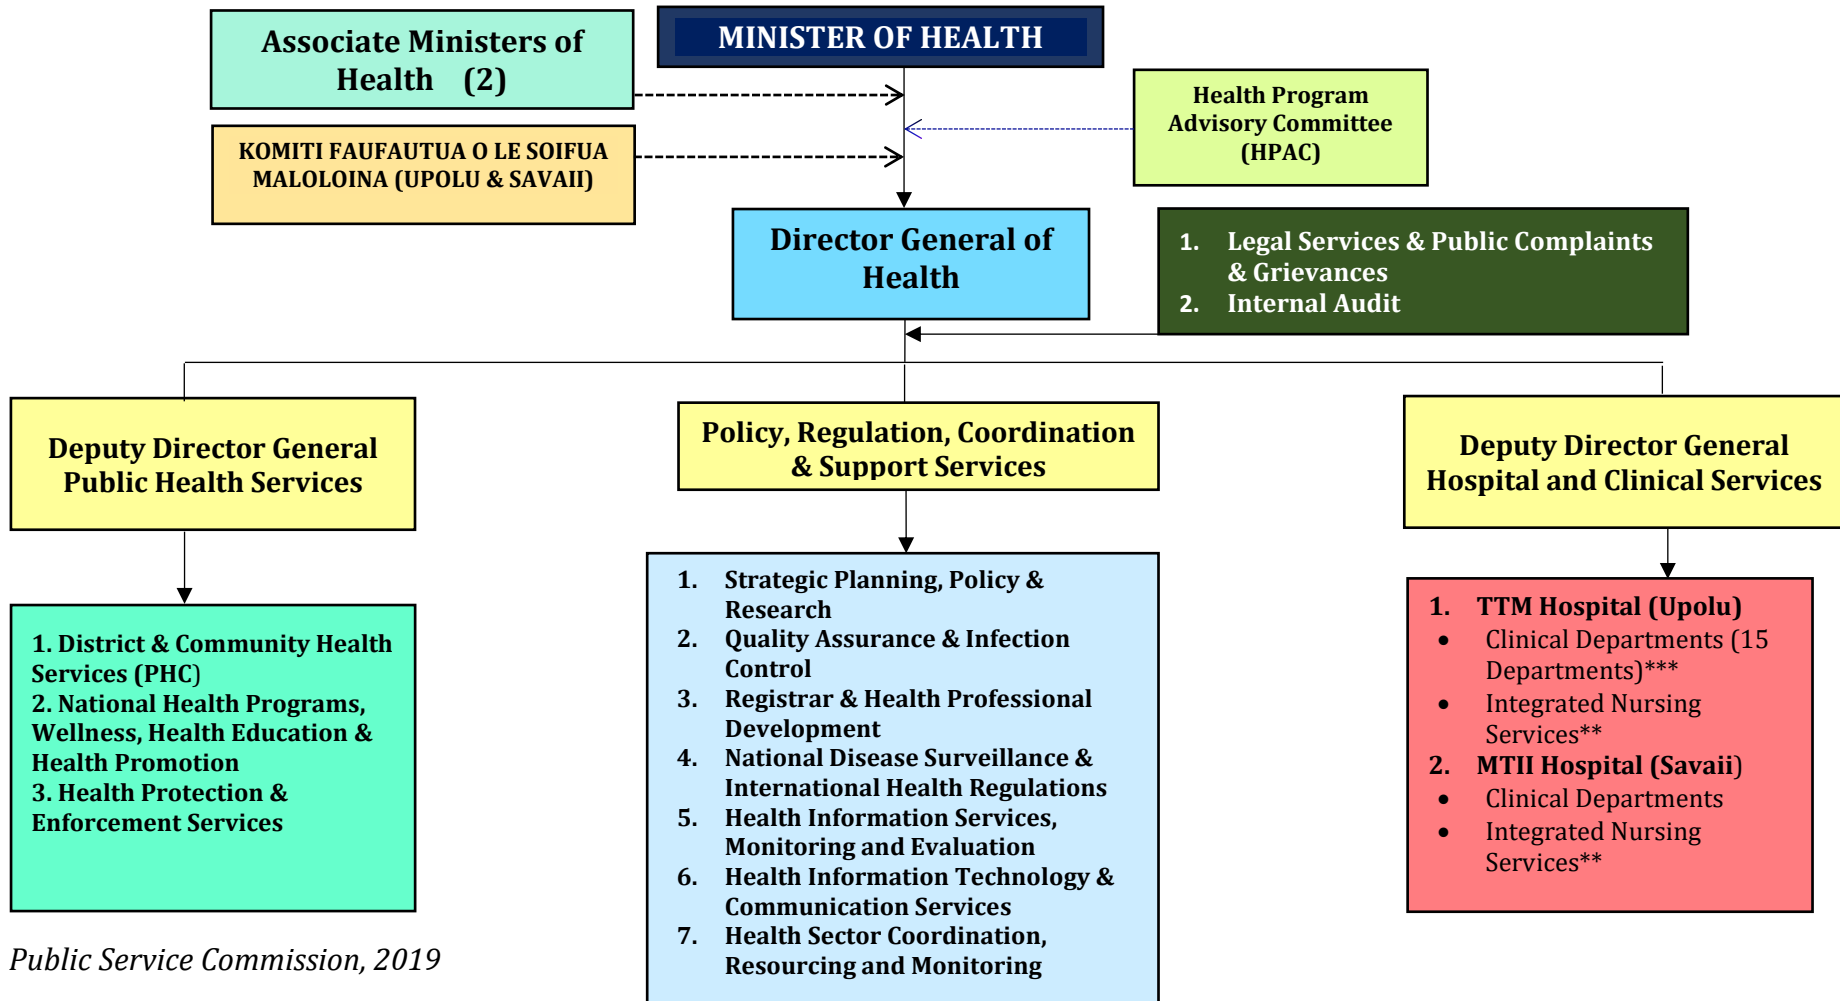 MINISTER OF HEALTH
Associate Ministers of
Health (2)
Health Program
Advisory Committee
(HPAC)
KOMITI FAUFAUTUA O LE SOIFUA
MALOLOINA (UPOLU & SAVAII)
Director General of
Health
1. Legal Services & Public Complaints
& Grievances
2. Internal Audit
Deputy Director General
Public Health Services
Policy, Regulation, Coordination
& Support Services
Deputy Director General
Hospital and Clinical Services
1. District & Community Health
Services (PHC)
2. National Health Programs,
Wellness, Health Education &
Health Promotion
3. Health Protection &
Enforcement Services
1. Strategic Planning, Policy &
Research
2. Quality Assurance & Infection
Control
3. Registrar & Health Professional
Development
4. National Disease Surveillance &
International Health Regulations
5. Health Information Services,
Monitoring and Evaluation
6. Health Information Technology &
Communication Services
7. Health Sector Coordination,
Resourcing and Monitoring
1. TTM Hospital (Upolu)
• Clinical Departments (15
Departments)***
• Integrated Nursing
Services**
2. MTII Hospital (Savaii)
• Clinical Departments
• Integrated Nursing
Services**
Public Service Commission, 2019